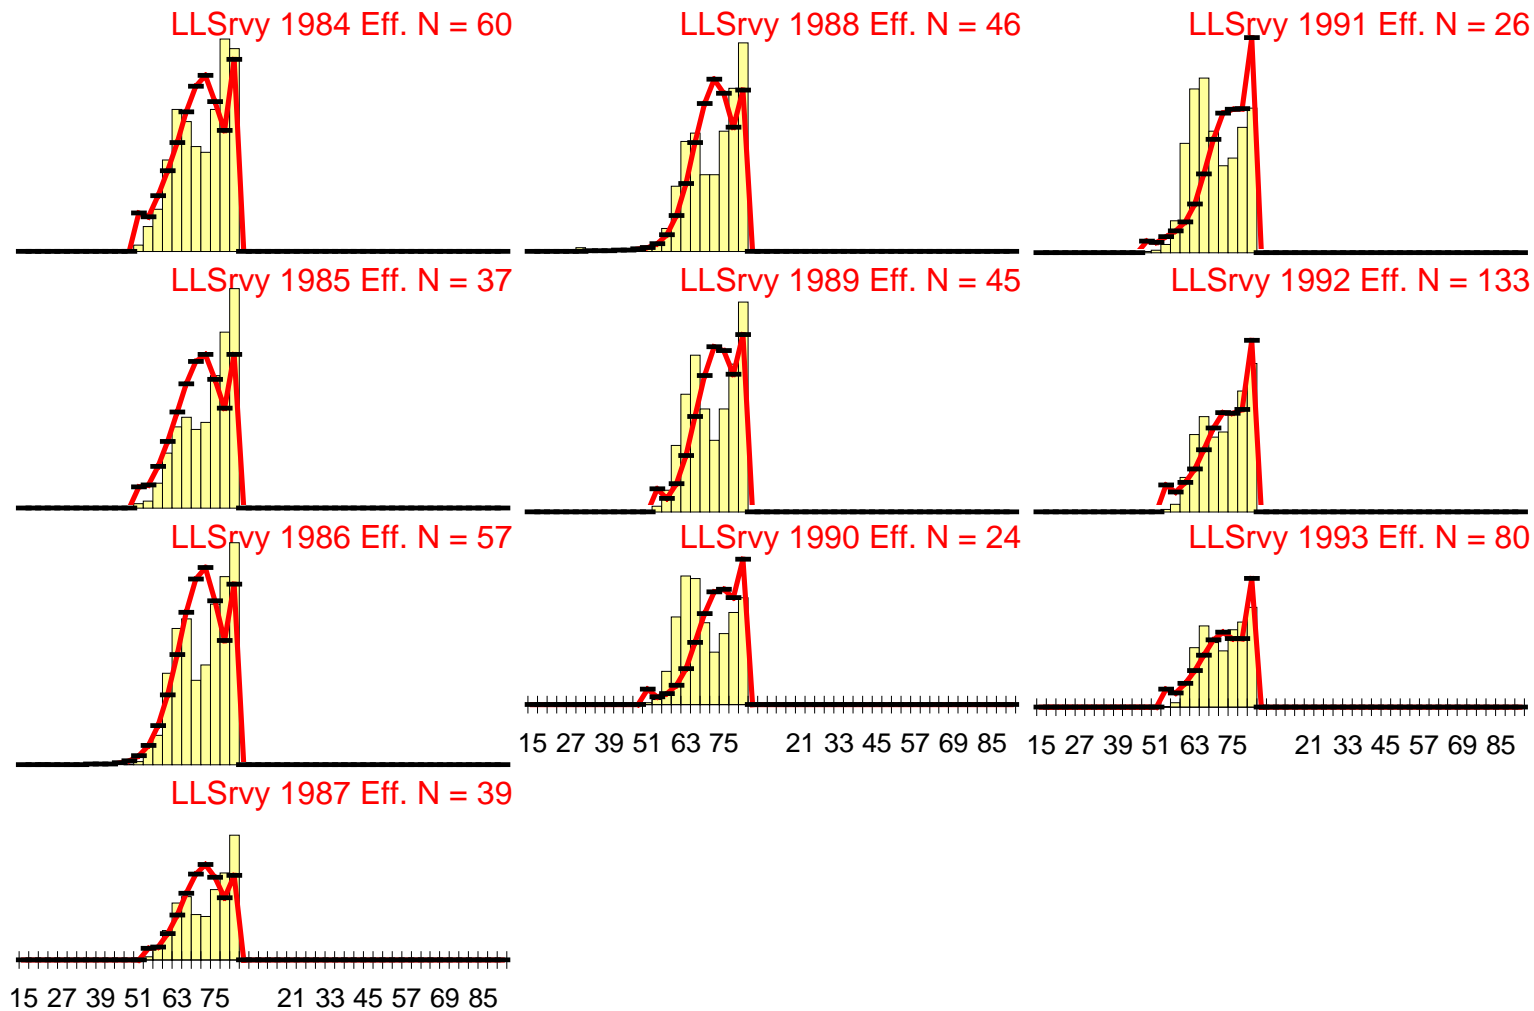 LLSrvy 1984 Eff. N = 60
LLSrvy 1985 Eff. N = 37
LLSrvy 1986 Eff. N = 57
LLSrvy 1987 Eff. N = 39
15 27 39 51 63 75 21 33 45 57 69 85
LLSrvy 1988 Eff. N = 46
LLSrvy 1989 Eff. N = 45
LLSrvy 1990 Eff. N = 24
15 27 39 51 63 75 21 33 45 57 69 85
LLSrvy 1991 Eff. N = 26
LLSrvy 1992 Eff. N = 133
LLSrvy 1993 Eff. N = 80
15 27 39 51 63 75 21 33 45 57 69 85